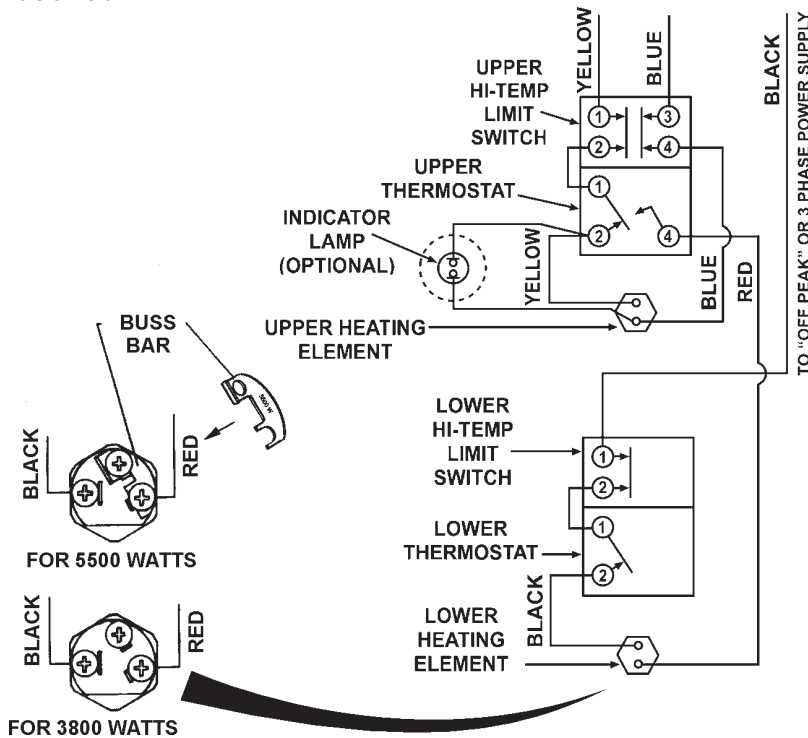 YELLOW
BLUE
BLACK
TO "OFF PEAK" OR 3 PHASE POWER SUPPLY
UPPER
HI-TEMP
LIMIT
SWITCH
1
3
2
4
UPPER
THERMOSTAT
1
2
4
INDICATOR
LAMP
(OPTIONAL)
YELLOW
BLUE
RED
UPPER HEATING
ELEMENT
BUSS
BAR
5500 W
BLACK
RED
FOR 5500 WATTS
LOWER
HI-TEMP
LIMIT
SWITCH
1
2
LOWER
THERMOSTAT
1
2
BLACK
LOWER
HEATING
ELEMENT
BLACK
RED
FOR 3800 WATTS